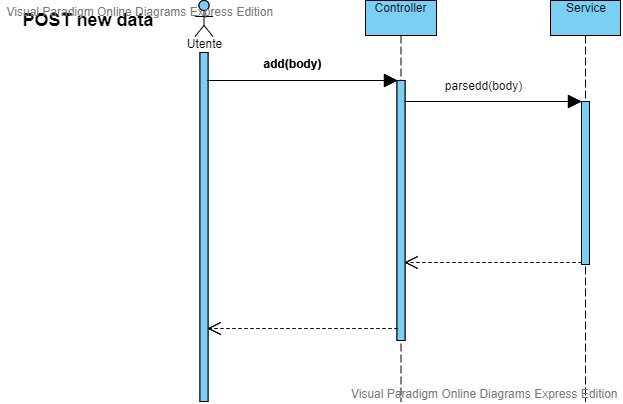 Visual Paradigm Online Diagrams Express Edition
POST new data
Utente
Controller
Service
add(body)
parsedd(body)
Visual Paradigm Online Diagrams Express Edition